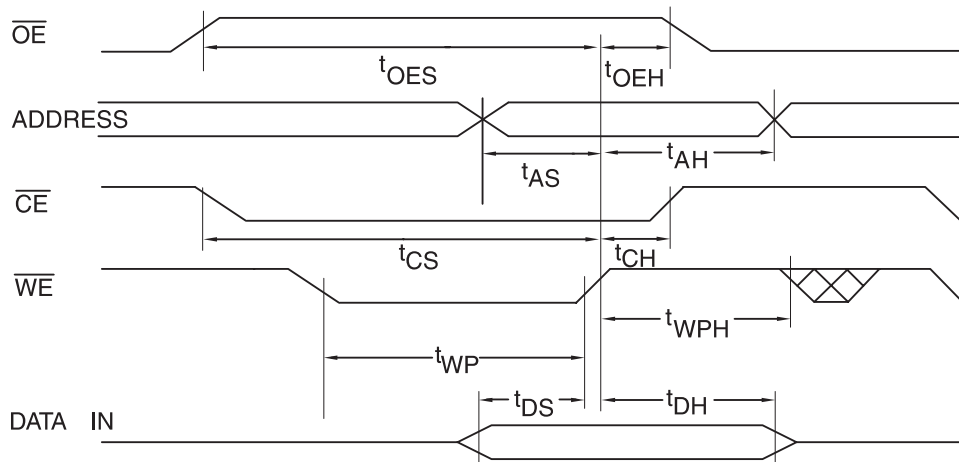 OE
tOES
tOEH
ADDRESS
tAS
tAH
CE
tCS
tCH
WE
tWPH
tWP
tDS
tDH
DATA IN